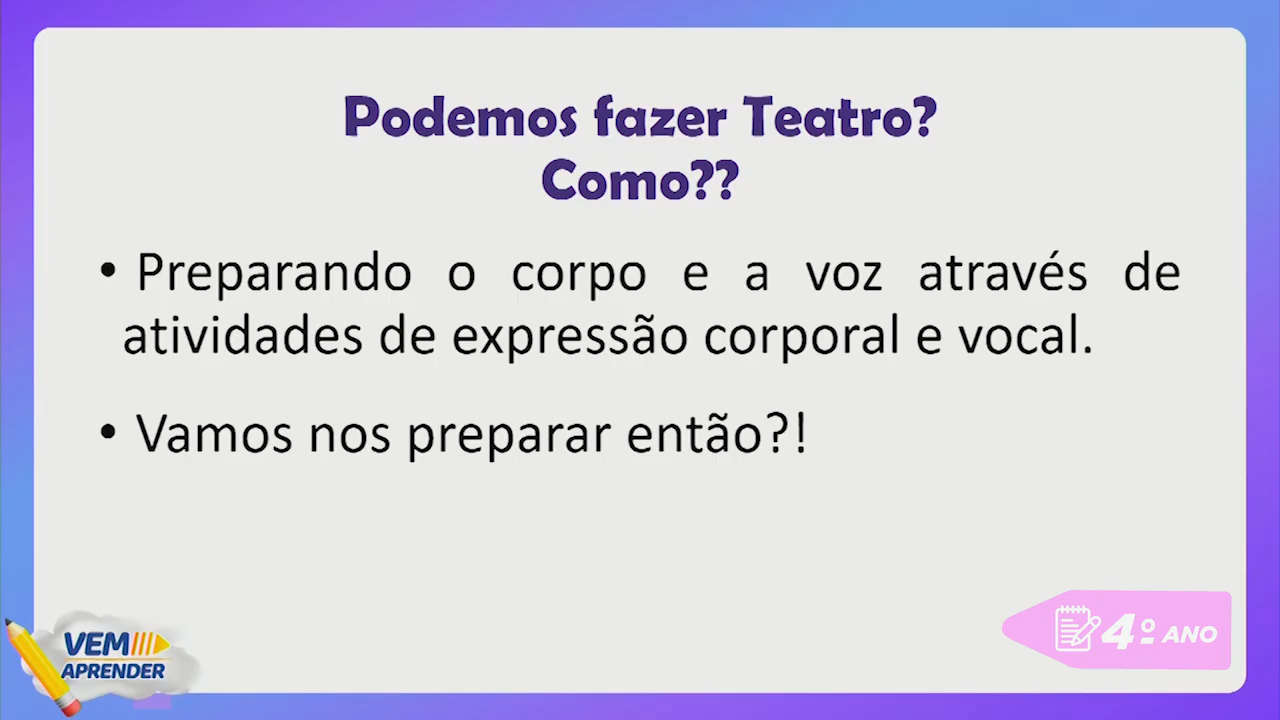 Podemos fazer Teatro?
Como??
• Preparando o corpo e a voz através de
atividades de expressão corporal e vocal.
• Vamos nos preparar então?!
VEM
APRENDER
4º ANO